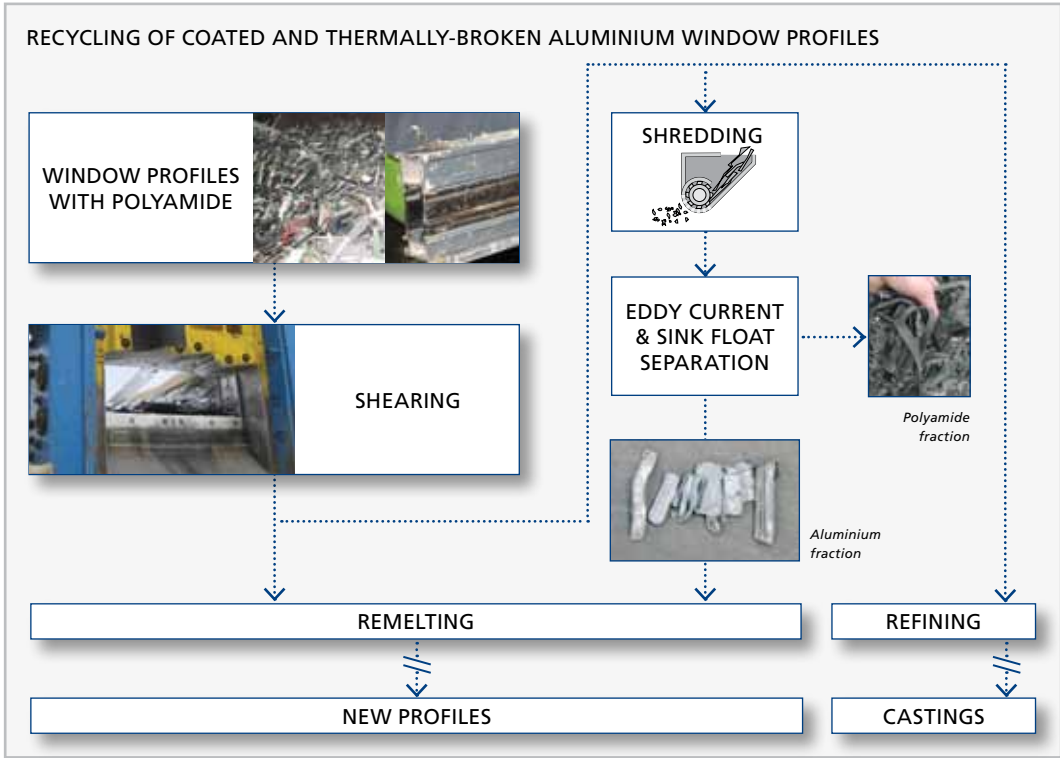 RECYCLING OF COATED AND THERMALLY-BROKEN ALUMINIUM WINDOW PROFILES
WINDOW PROFILES
WITH POLYAMIDE
SHEARING
SHREDDING
EDDY CURRENT
& SINK FLOAT
SEPARATION
Polyamide
fraction
Aluminium
fraction
REMELTING
REFINING
NEW PROFILES
CASTINGS